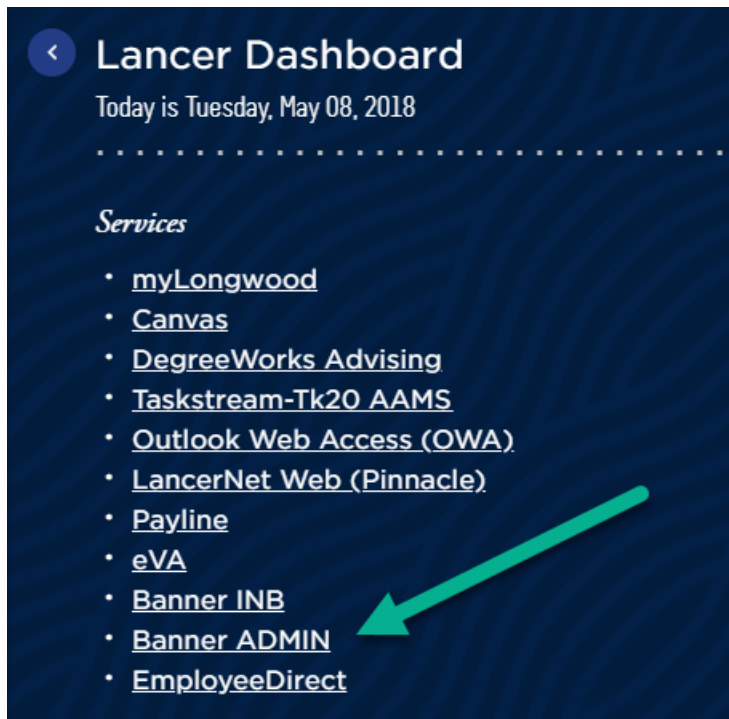 Lancer Dashboard
Today is Tuesday, May 08, 2018
Services
myLongwood
Canvas
DegreeWorks Advising
Taskstream-Tk20 AAMS
Outlook Web Access (OWA)
LancerNet Web (Pinnacle)
Payline
eVA
Banner INB
Banner ADMIN
EmployeeDirect